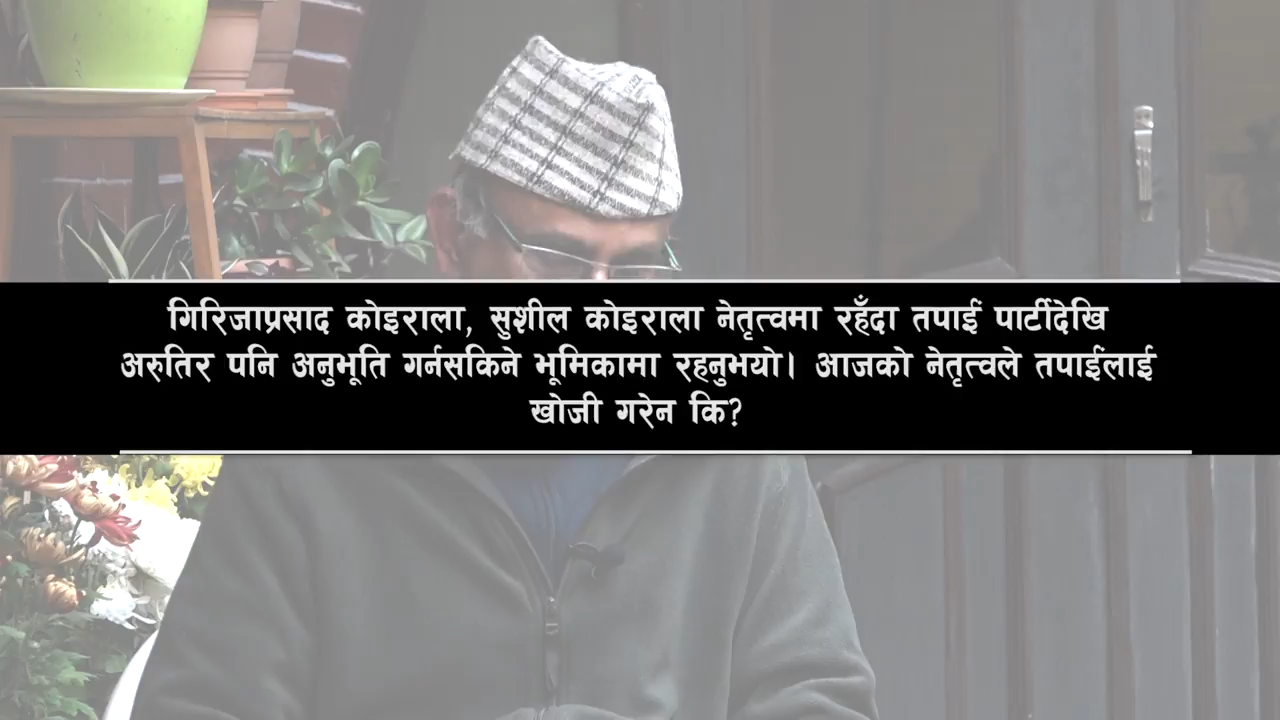 गिरिजाप्रसाद कोइराला, सुशील कोइराला नेतृत्वमा रहँदा तपाईं पार्टीदेखि
अरुतिर पनि अनुभूति गर्नसकिने भूमिकामा रहनुभयो। आजको नेतृत्वले तपाईंलाई
खोजी गरेन कि?